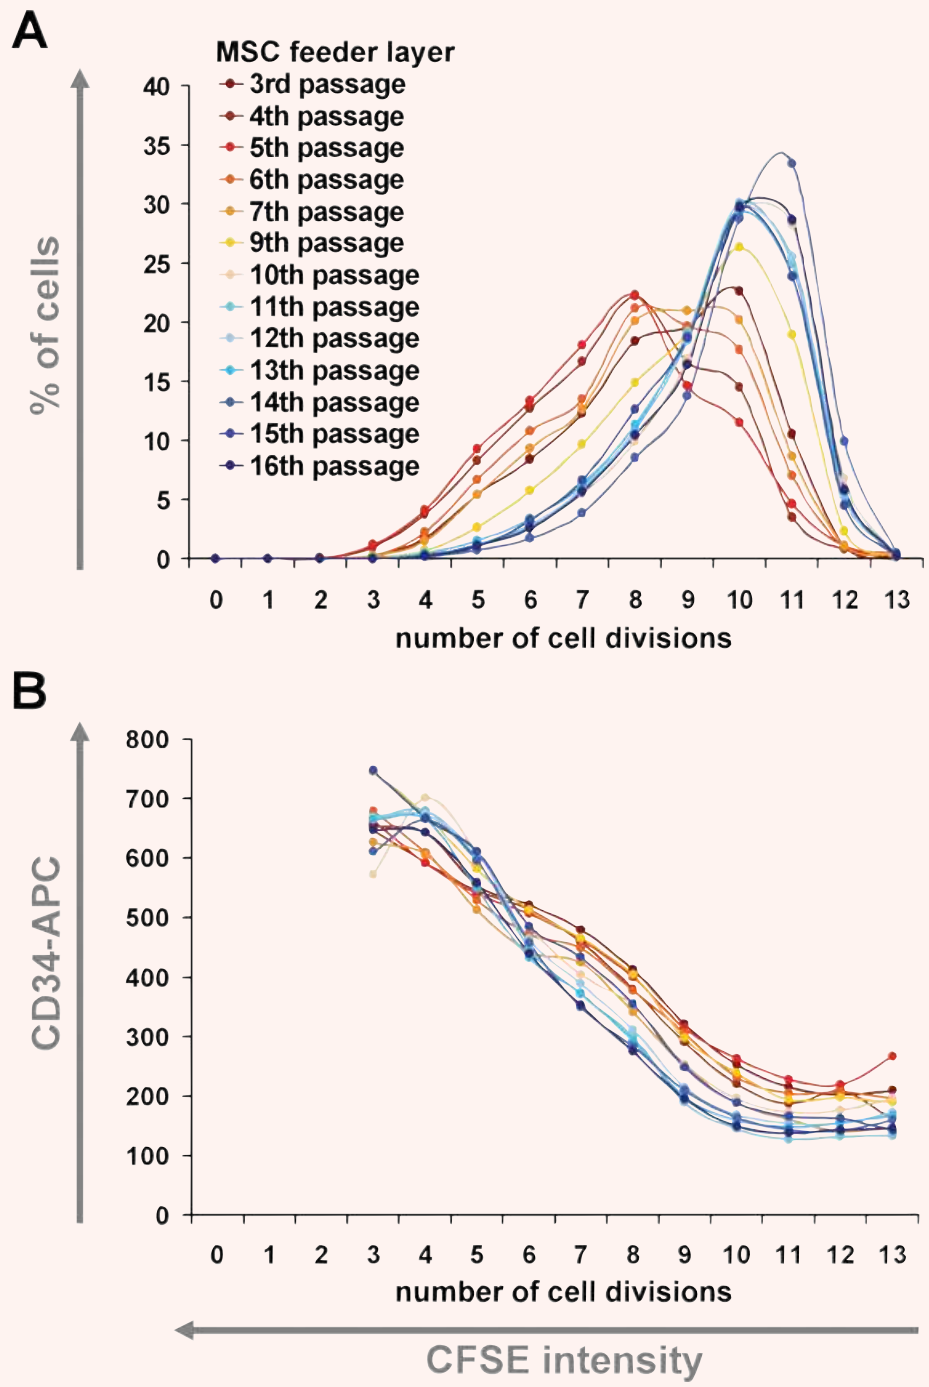 A
MSC feeder layer
3rd passage
4th passage
5th passage
6th passage
7th passage
9th passage
10th passage
11th passage
12th passage
13th passage
14th passage
15th passage
16th passage
% of cells
40
35
30
25
20
15
10
5
0
0 1 2 3 4 5 6 7 8 9 10 11 12 13
number of cell divisions
B
CD34-APC
800
700
600
500
400
300
200
100
0
0 1 2 3 4 5 6 7 8 9 10 11 12 13
number of cell divisions
CFSE intensity